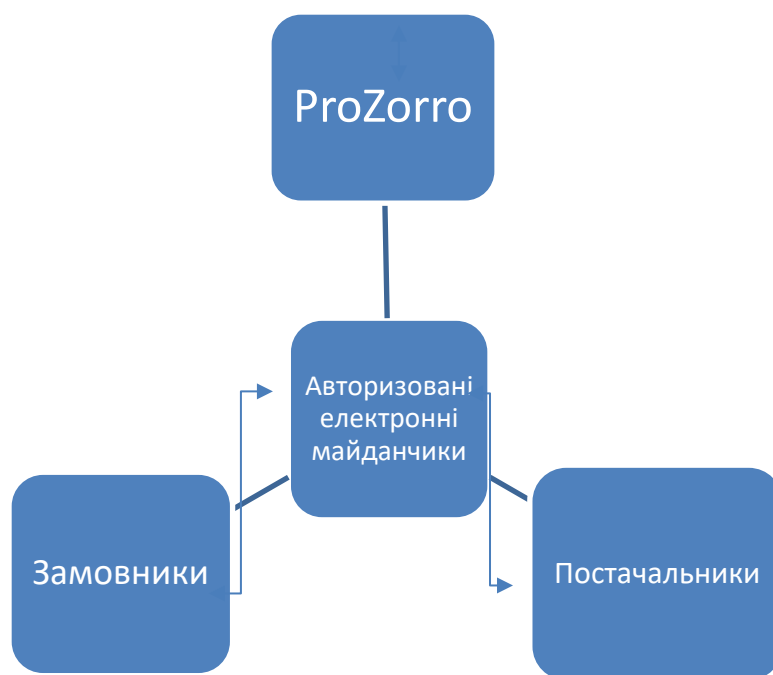 ProZorro
Авторизовані
електронні
майданчики
Замовники
Постачальники